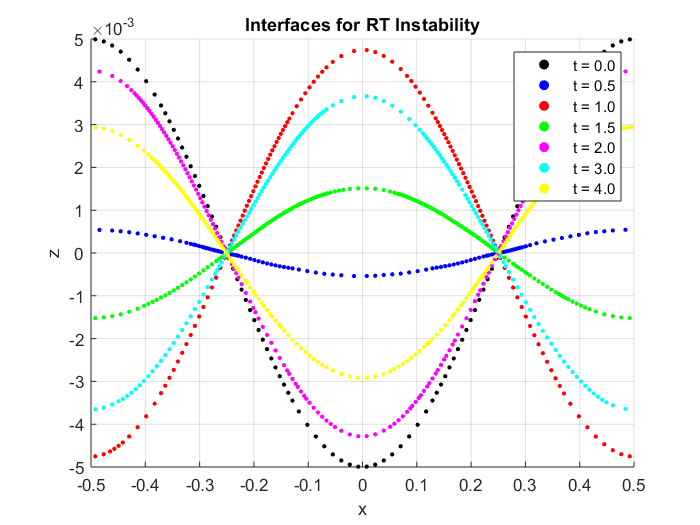 Interfaces for RT Instability
×10⁻³
5
4
3
2
1
0
-1
-2
-3
-4
-5
z
t = 0.0
t = 0.5
t = 1.0
t = 1.5
t = 2.0
t = 3.0
t = 4.0
-0.5 -0.4 -0.3 -0.2 -0.1 0 0.1 0.2 0.3 0.4 0.5
x